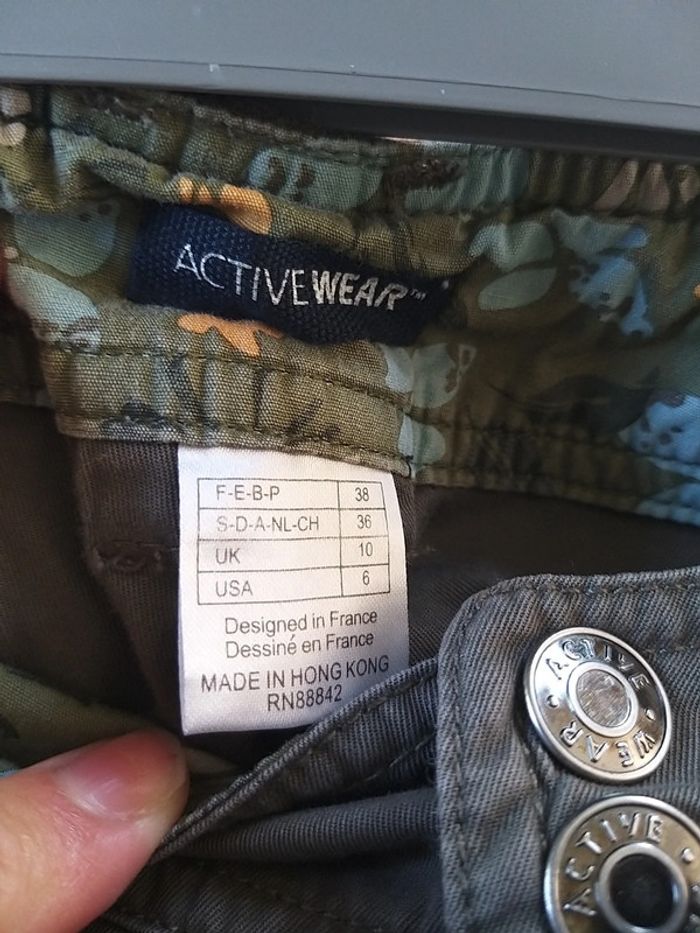 ACTIVEWEAR™
F-E-B-P 38
S-D-A-NL-CH 36
UK 10
USA 6
Designed in France
Dessiné en France
MADE IN HONG KONG
RN88842
ACTIVE • WEAR •
ACTIVE